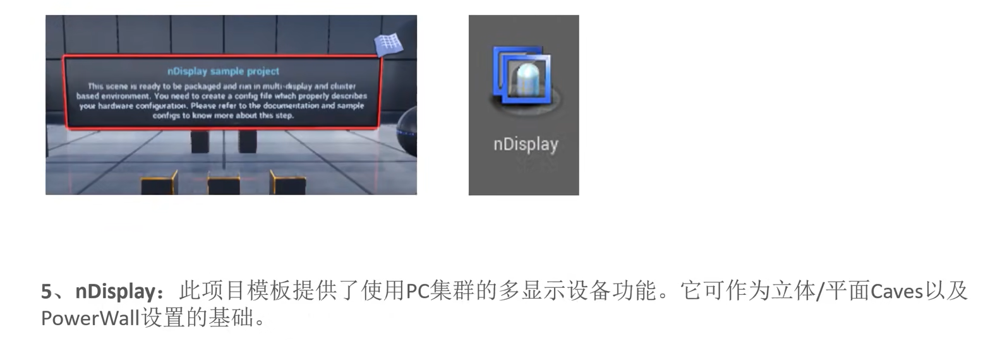 nDisplay sample project
This scene is ready to be packaged and run in multi-display and cluster
based environment. You need to create a config file which properly describes
your hardware configuration. Please refer to the documentation and sample
configs to know more about this step.
nDisplay
5、nDisplay：此项目模板提供了使用PC集群的多显示设备功能。它可作为立体/平面Caves以及
PowerWall设置的基础。